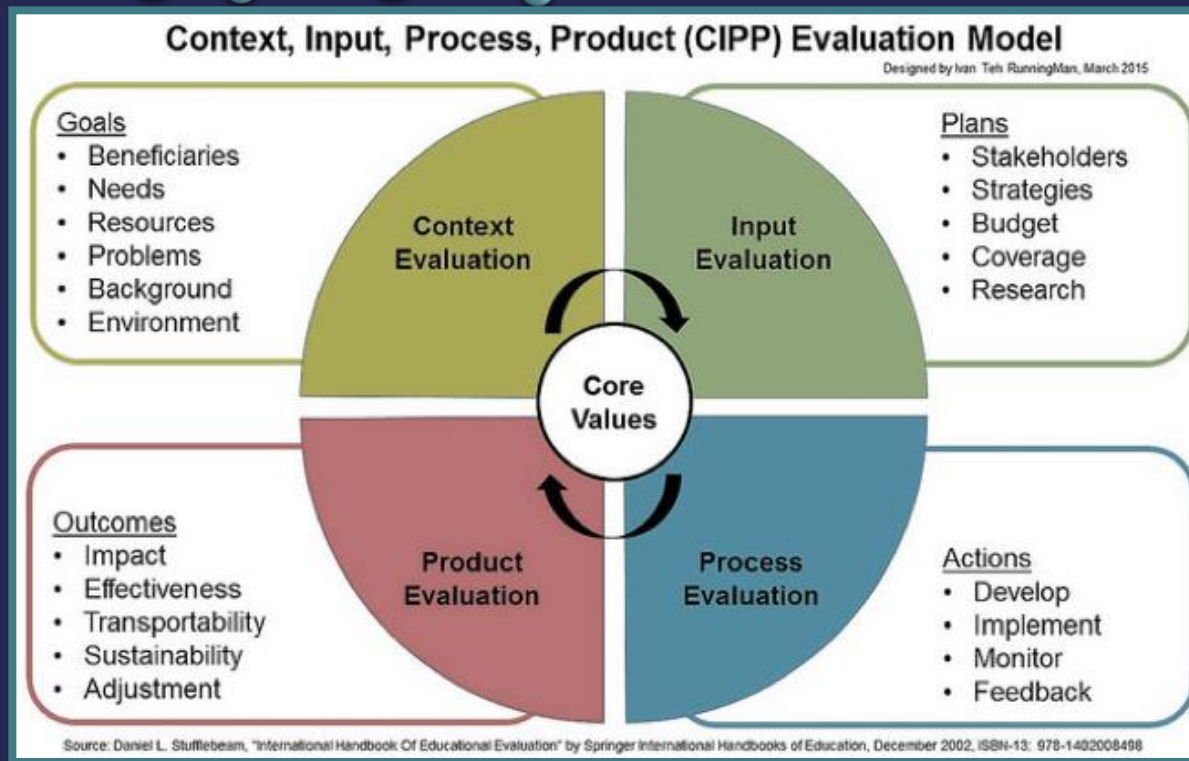 Context, Input, Process, Product (CIPP) Evaluation Model
Designed by Ivan Teh RunningMan, March 2015
Goals
• Beneficiaries
• Needs
• Resources
• Problems
• Background
• Environment
Context
Evaluation
Input
Evaluation
Plans
• Stakeholders
• Strategies
• Budget
• Coverage
• Research
Core
Values
Outcomes
• Impact
• Effectiveness
• Transportability
• Sustainability
• Adjustment
Product
Evaluation
Process
Evaluation
Actions
• Develop
• Implement
• Monitor
• Feedback
Source: Daniel L. Stufflebeam, "International Handbook Of Educational Evaluation" by Springer International Handbooks of Education, December 2002, ISBN-13: 978-1402008498